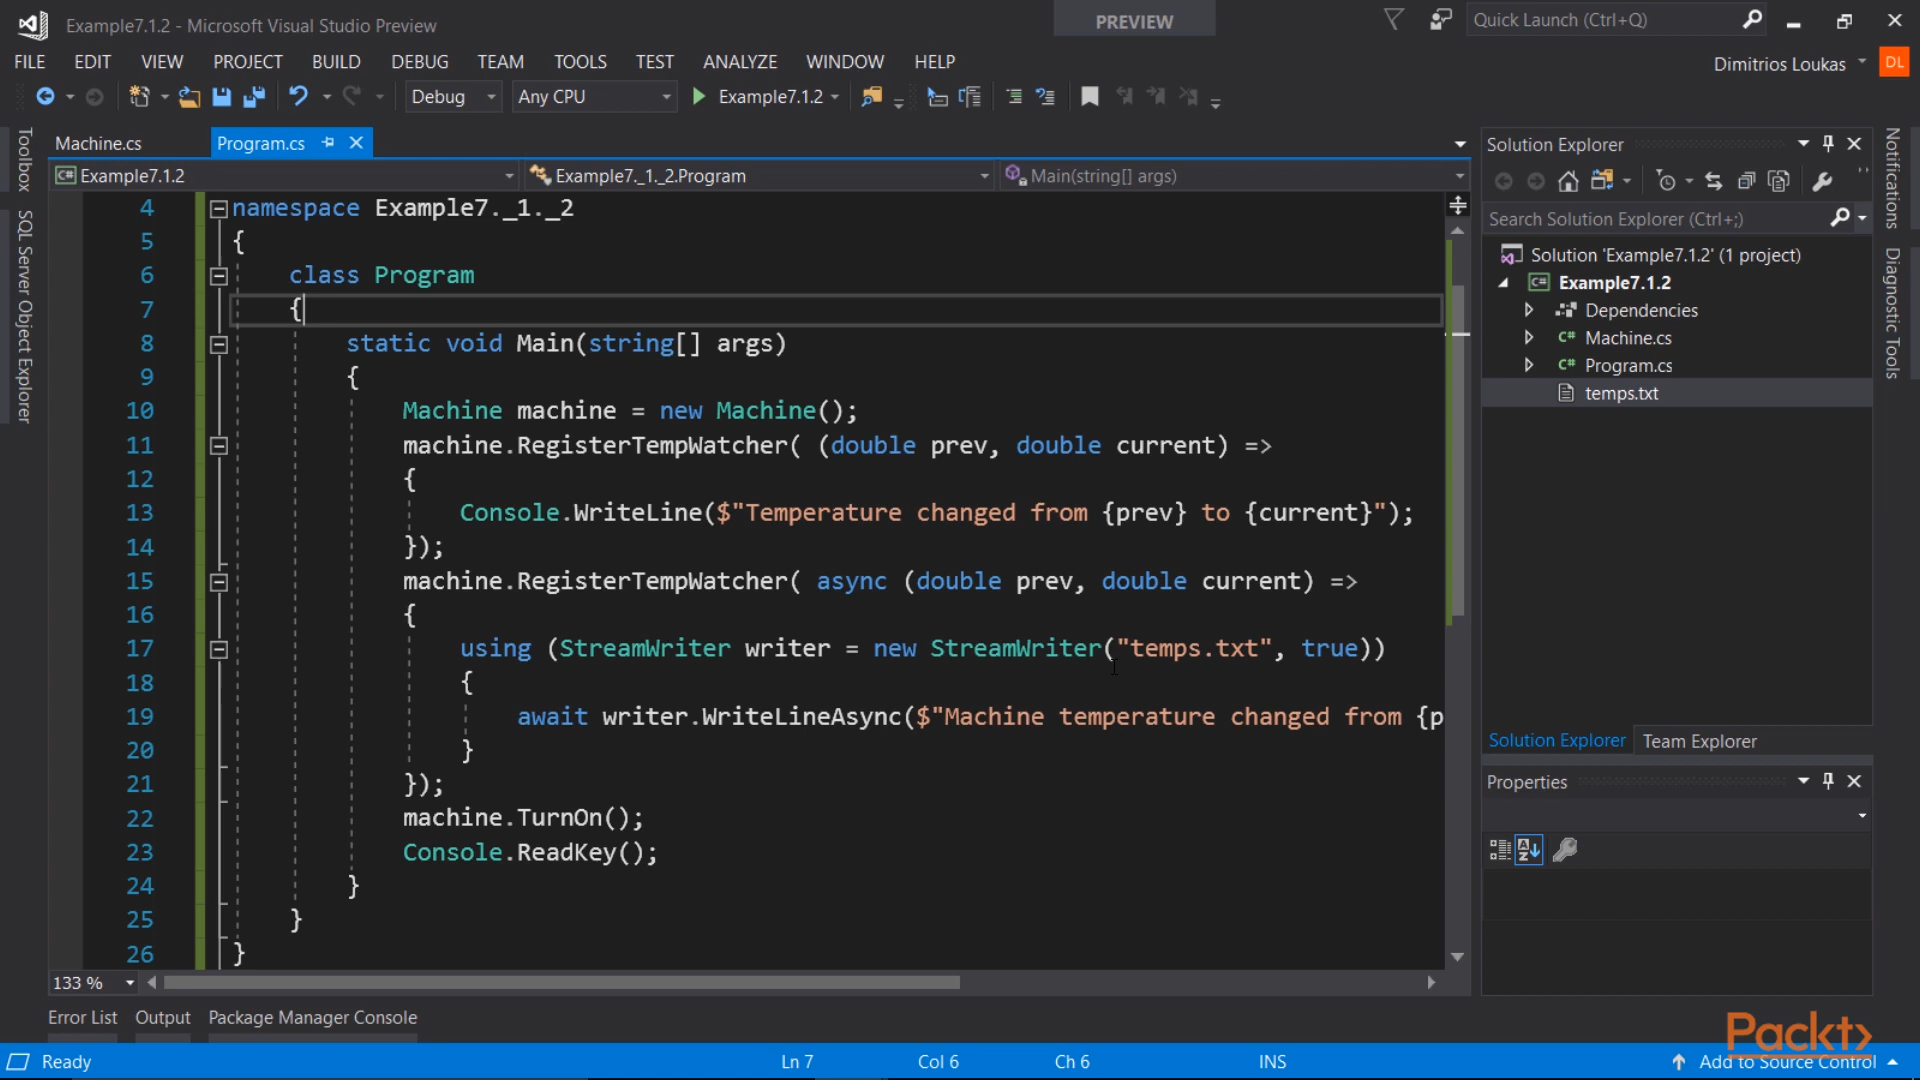 Example7.1.2 - Microsoft Visual Studio Preview
PREVIEW
Quick Launch (Ctrl+Q)
FILE EDIT VIEW PROJECT BUILD DEBUG TEAM TOOLS TEST ANALYZE WINDOW HELP
Dimitrios Loukas DL
Debug Any CPU Example7.1.2
Machine.cs Program.cs
Example7.1.2 Example7._1._2.Program Main(string[] args)
Toolbox
SQL Server Object Explorer
4 namespace Example7._1._2
5 {
6 class Program
7 {
8 static void Main(string[] args)
9 {
10 Machine machine = new Machine();
11 machine.RegisterTempWatcher( (double prev, double current) =>
12 {
13 Console.WriteLine($"Temperature changed from {prev} to {current}");
14 });
15 machine.RegisterTempWatcher( async (double prev, double current) =>
16 {
17 using (StreamWriter writer = new StreamWriter("temps.txt", true))
18 {
19 await writer.WriteLineAsync($"Machine temperature changed from {p
20 }
21 });
22 machine.TurnOn();
23 Console.ReadKey();
24 }
25 }
26 }
133 %
Solution Explorer
Search Solution Explorer (Ctrl+;)
Solution 'Example7.1.2' (1 project)
C# Example7.1.2
Dependencies
C# Machine.cs
C# Program.cs
temps.txt
Solution Explorer Team Explorer
Properties
Notifications
Diagnostic Tools
Error List Output Package Manager Console
Packt>
Ready Ln 7 Col 6 Ch 6 INS Add to Source Control